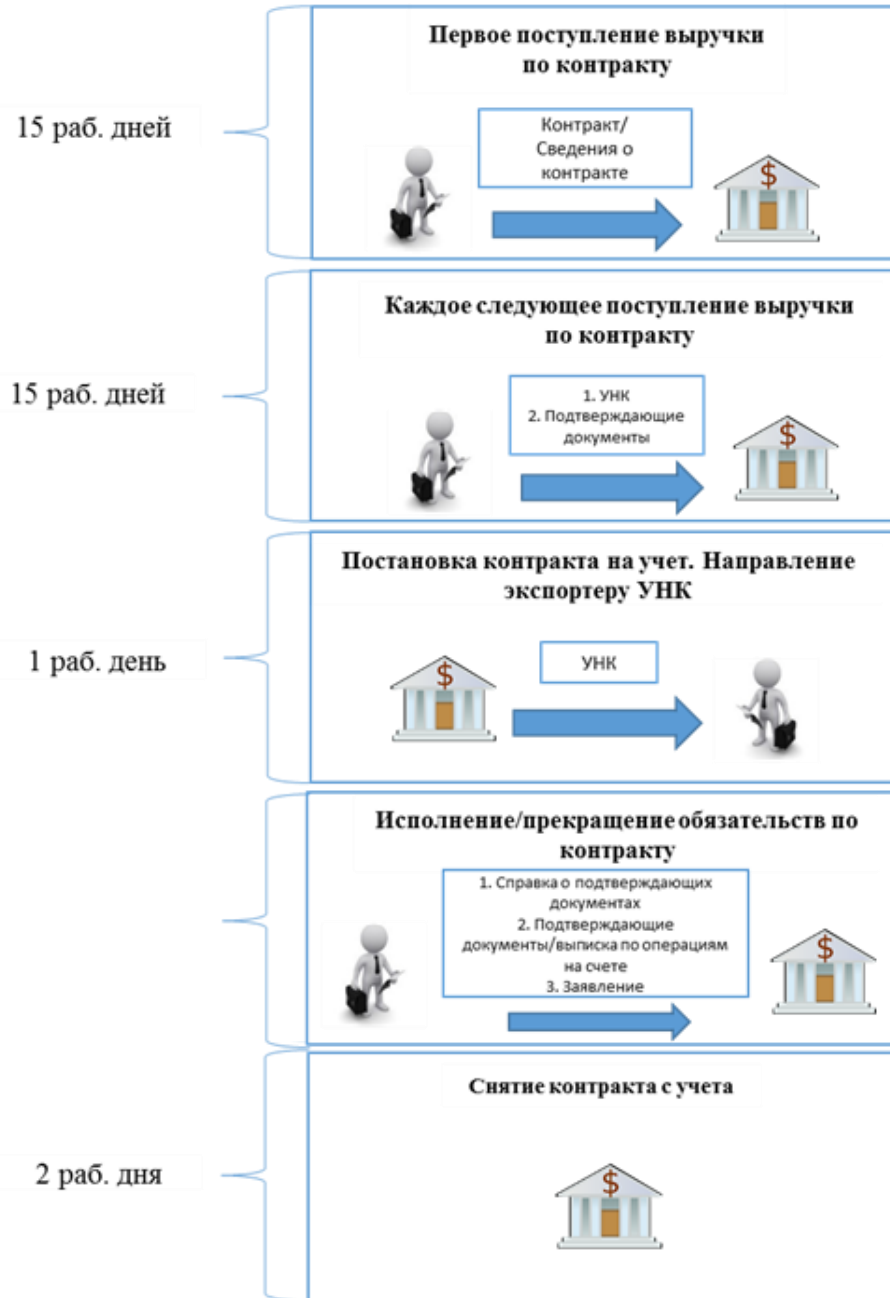 Первое поступление выручки
по контракту
15 раб. дней
Контракт/
Сведения о
контракте
$
Каждое следующее поступление выручки
по контракту
15 раб. дней
1. УНК
2. Подтверждающие
документы
$
Постановка контракта на учет. Направление
экспортеру УНК
1 раб. день
$
УНК
Исполнение/прекращение обязательств по
контракту
1. Справка о подтверждающих
документах
2. Подтверждающие
документы/выписка по операциям
на счете
3. Заявление
$
Снятие контракта с учета
2 раб. дня
$